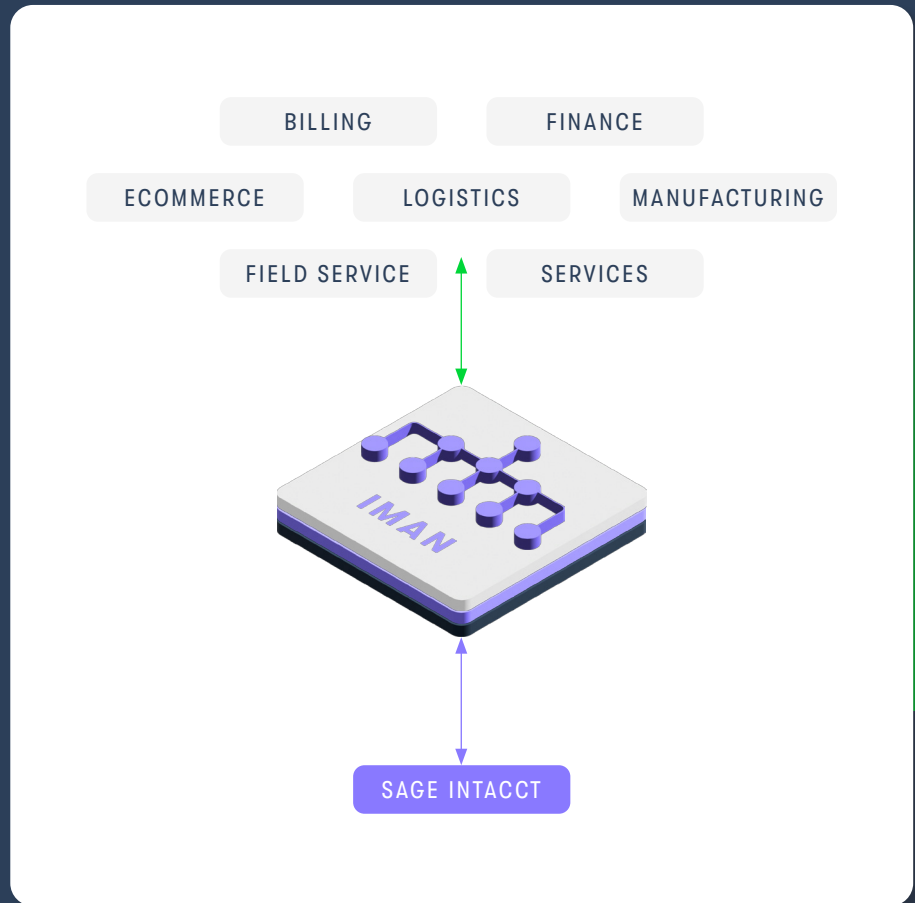 BILLING
FINANCE
ECOMMERCE
LOGISTICS
MANUFACTURING
FIELD SERVICE
SERVICES
IMAN
SAGE INTACCT